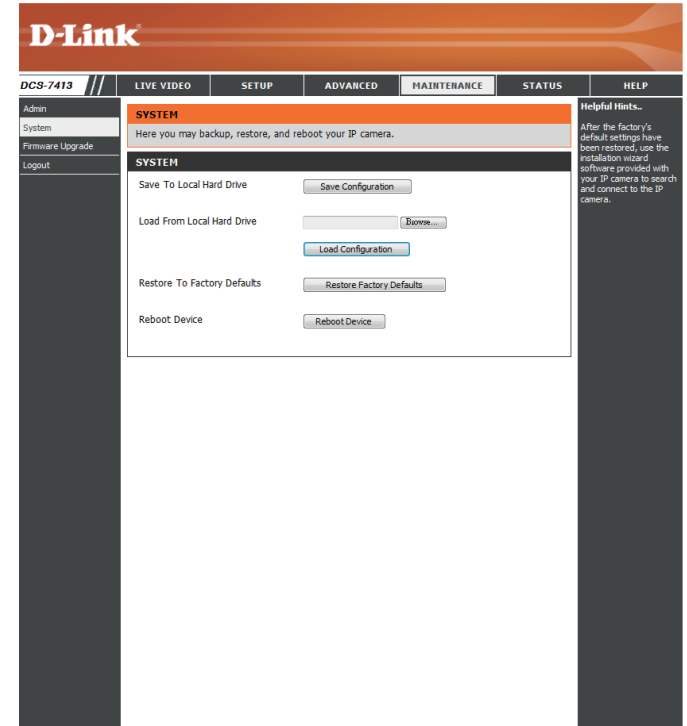 D-Link
DCS-7413
LIVE VIDEO
SETUP
ADVANCED
MAINTENANCE
STATUS
HELP
Admin
System
Firmware Upgrade
Logout
SYSTEM
Here you may backup, restore, and reboot your IP camera.
SYSTEM
Save To Local Hard Drive
Save Configuration
Load From Local Hard Drive
Browse...
Load Configuration
Restore To Factory Defaults
Restore Factory Defaults
Reboot Device
Reboot Device
Helpful Hints..
After the factory's
default settings have
been restored, use the
installation wizard
software provided with
your IP camera to search
and connect to the IP
camera.